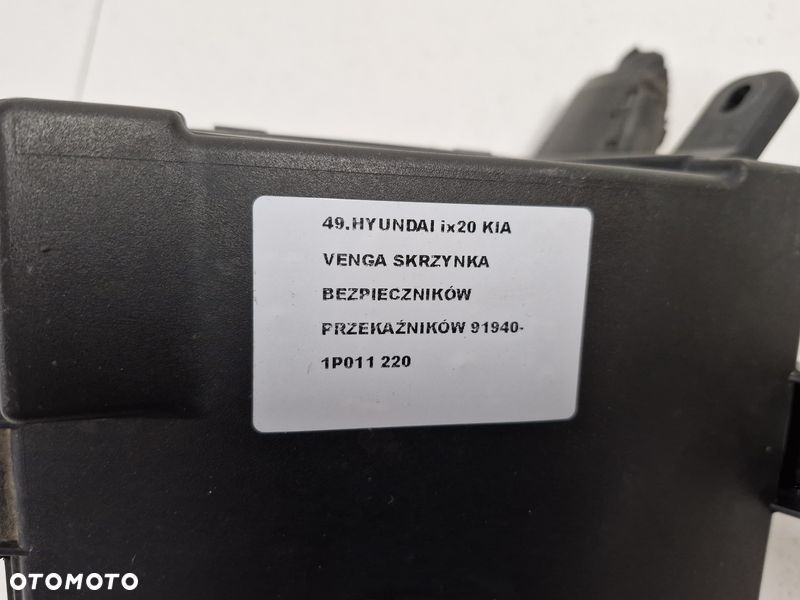 49.HYUNDAI ix20 KIA
VENGA SKRZYNKA
BEZPIECZNIKÓW
PRZEKAŹNIKÓW 91940-
1P011 220
OTOMOTO